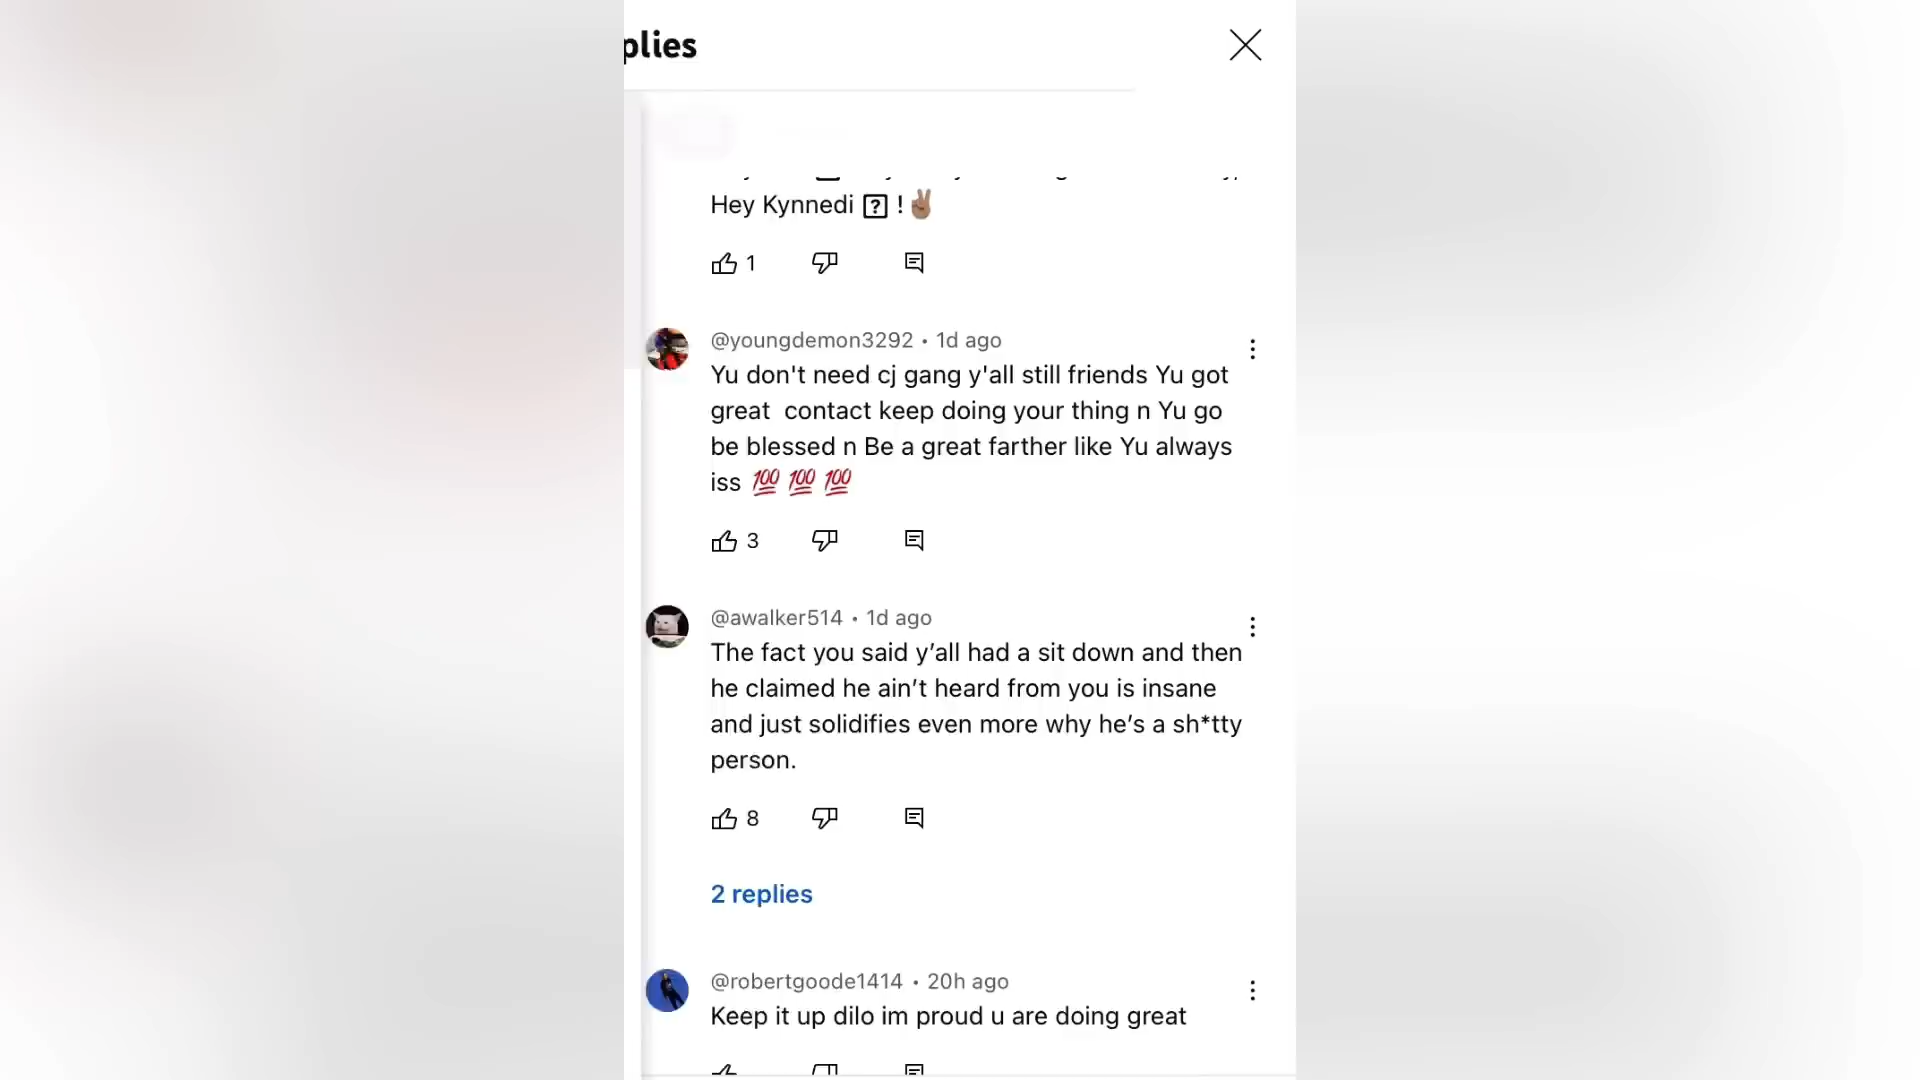 plies
Hey Kynnedi ⍰ !✌🏽
1
@youngdemon3292 • 1d ago
Yu don't need cj gang y'all still friends Yu got
great  contact keep doing your thing n Yu go
be blessed n Be a great farther like Yu always
iss 💯 💯 💯
3
@awalker514 • 1d ago
The fact you said y’all had a sit down and then
he claimed he ain’t heard from you is insane
and just solidifies even more why he’s a sh*tty
person.
8
2 replies
@robertgoode1414 • 20h ago
Keep it up dilo im proud u are doing great